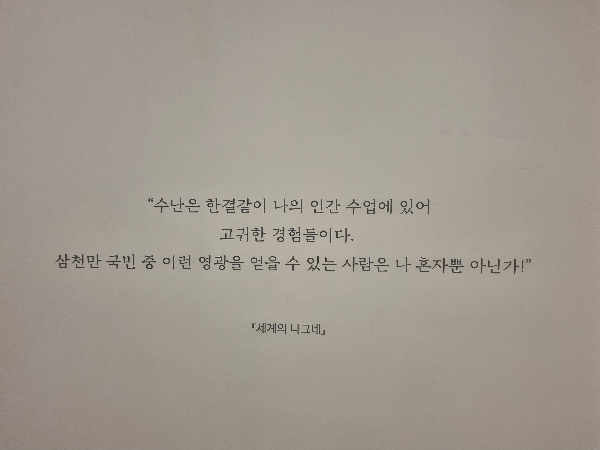 “수난은 한결같이 나의 인간 수업에 있어
고귀한 경험들이다.
삼천만 국민 중 이런 영광을 얻을 수 있는 사람은 나 혼자뿐 아닌가!”
『세계의 나그네』